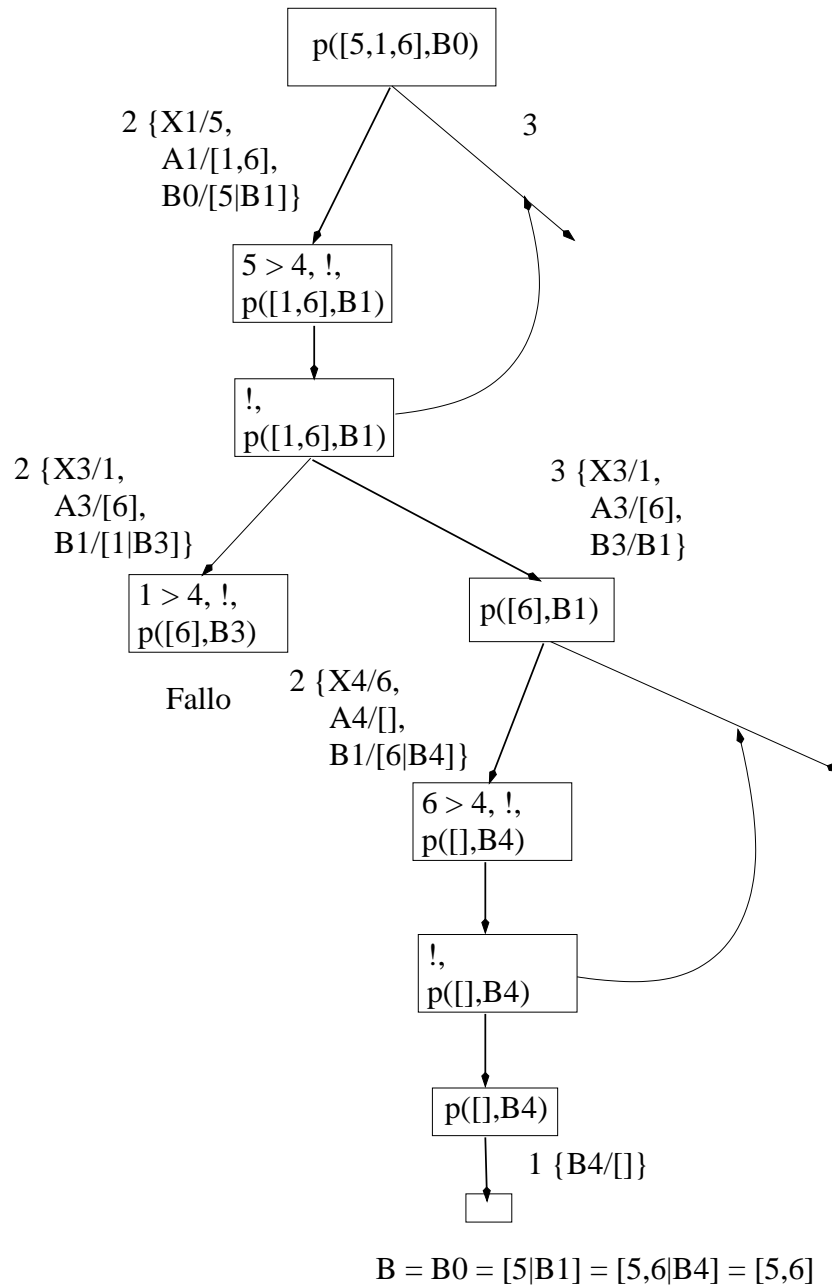 p([5,1,6],B0)
2 {X1/5,
A1/[1,6],
B0/[5|B1]}
3
5 > 4, !,
p([1,6],B1)
!,
p([1,6],B1)
2 {X3/1,
A3/[6],
B1/[1|B3]}
3 {X3/1,
A3/[6],
B3/B1}
1 > 4, !,
p([6],B3)
Fallo
p([6],B1)
2 {X4/6,
A4/[],
B1/[6|B4]}
6 > 4, !,
p([],B4)
!,
p([],B4)
p([],B4)
1 {B4/[]}
B = B0 = [5|B1] = [5,6|B4] = [5,6]